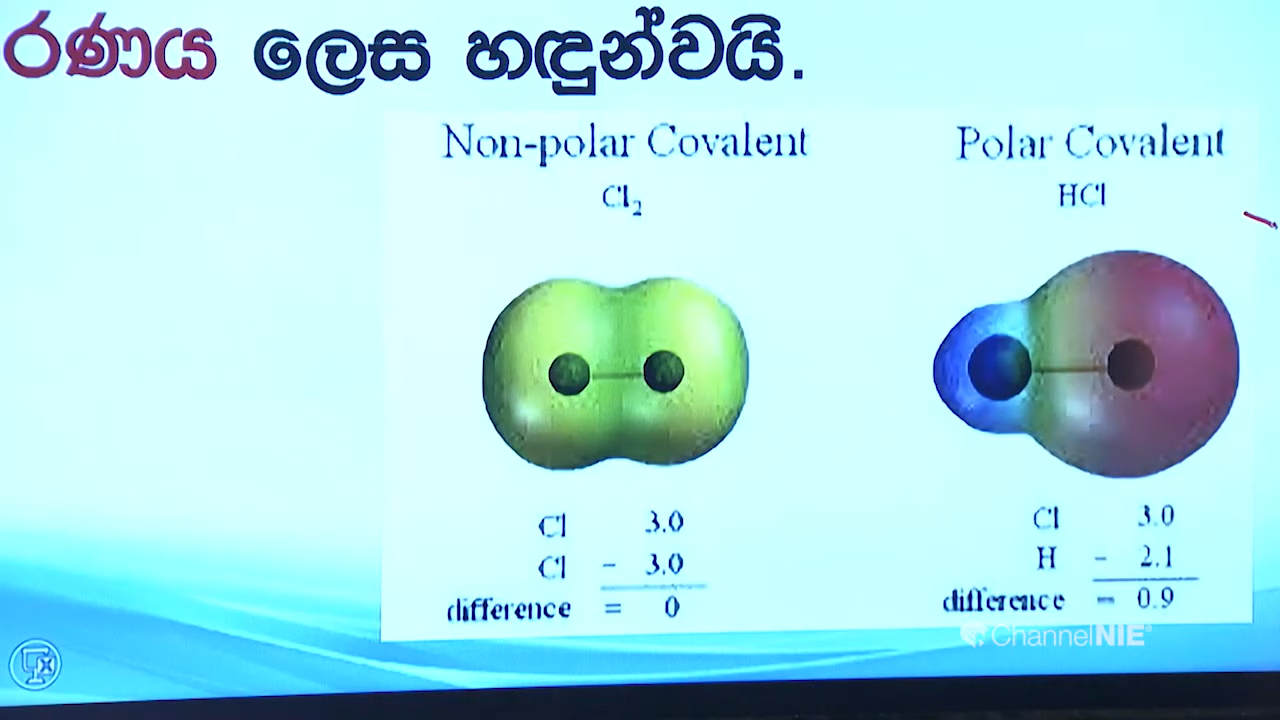 රණය ලෙස හඳුන්වයි.
Non-polar Covalent
Cl₂
Cl 3.0
Cl - 3.0
difference = 0
Polar Covalent
HCl
Cl 3.0
H - 2.1
difference = 0.9
ChannelNIE